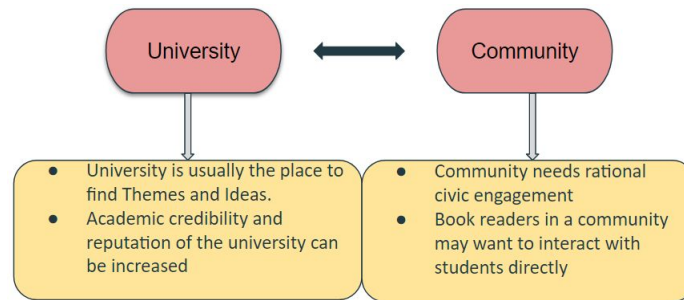 University
Community
● University is usually the place to
find Themes and Ideas.
● Academic credibility and
reputation of the university can
be increased
● Community needs rational
civic engagement
● Book readers in a community
may want to interact with
students directly